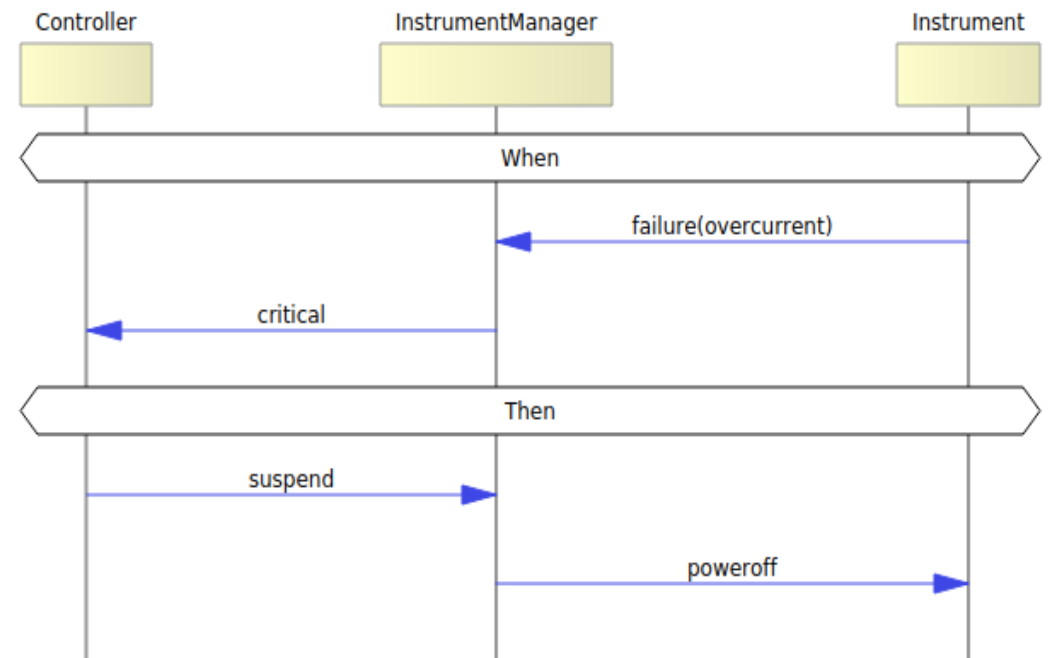 Controller
InstrumentManager
Instrument
When
failure(overcurrent)
critical
Then
suspend
poweroff